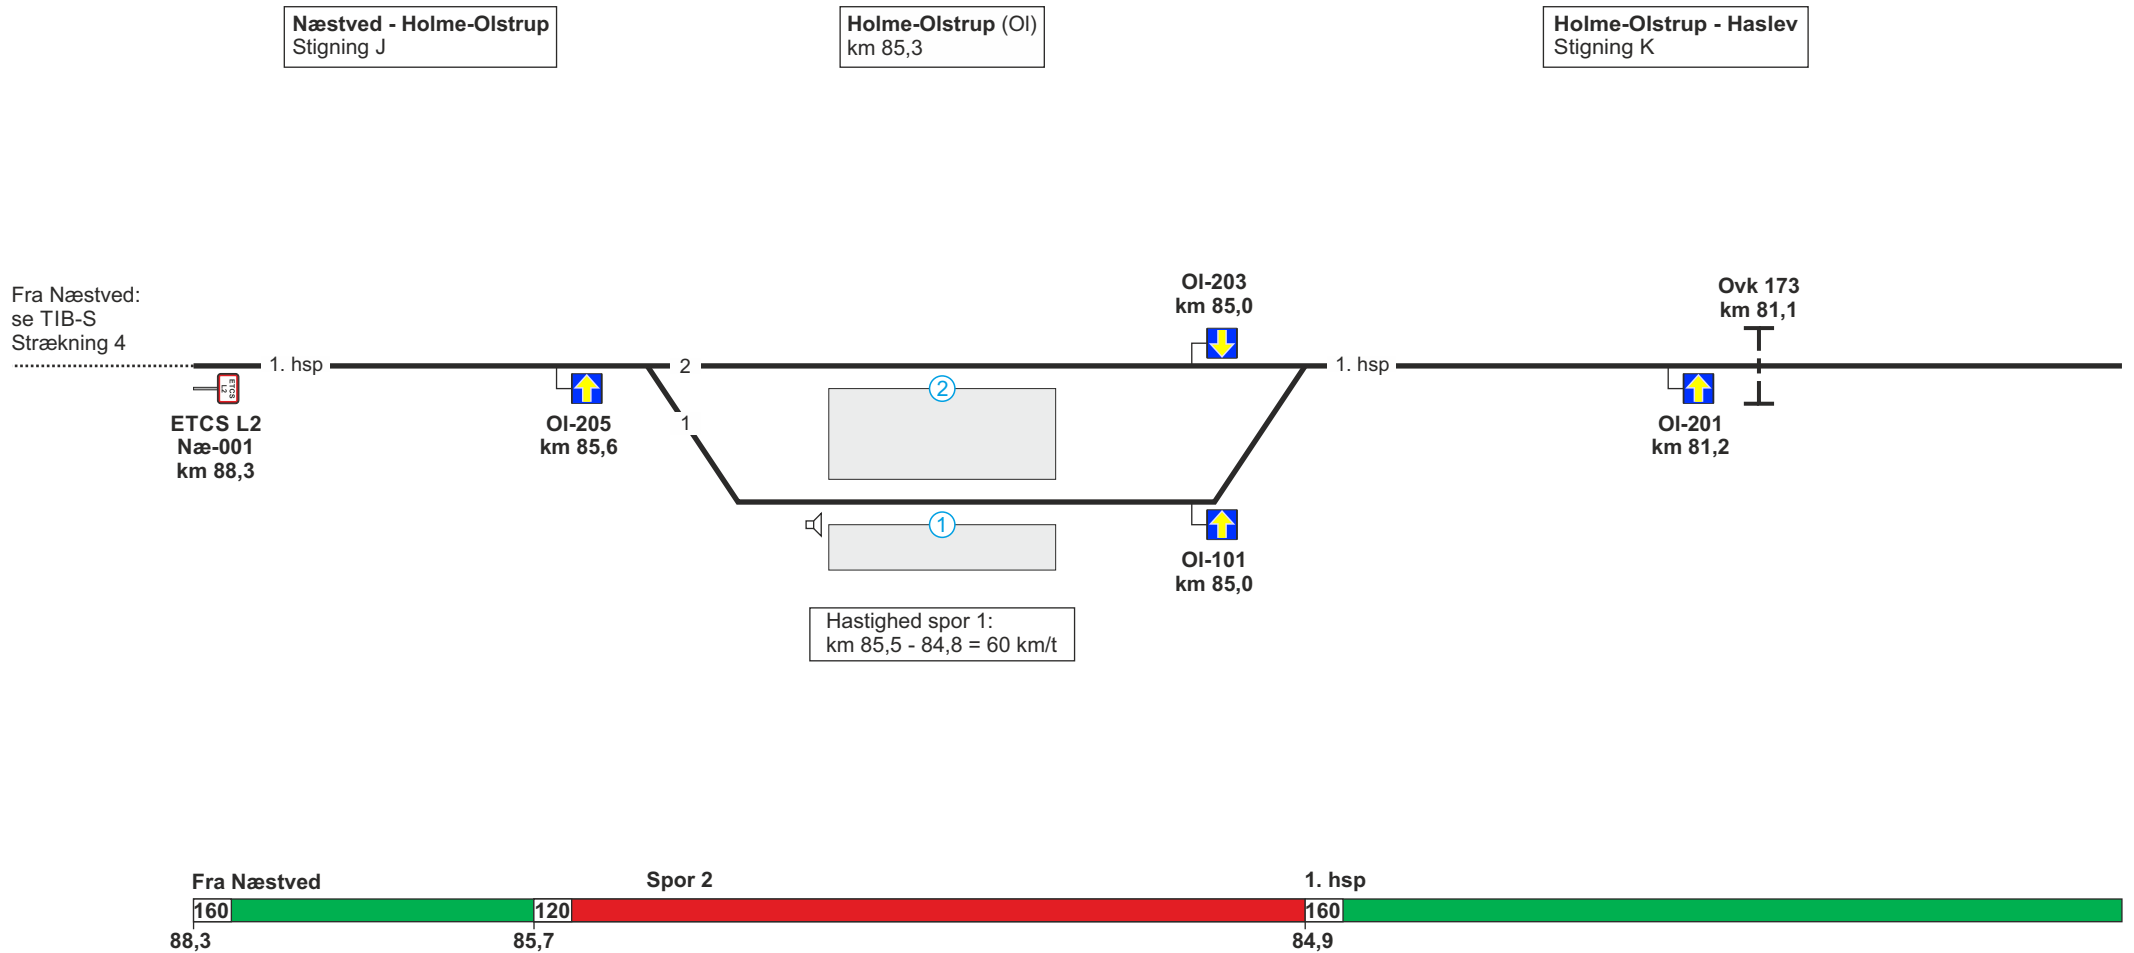 Næstved - Holme-Olstrup
Stigning J
Holme-Olstrup (Ol)
km 85,3
Holme-Olstrup - Haslev
Stigning K
Fra Næstved:
se TIB-S
Strækning 4
1. hsp
ETCS L2
ETCS L2
Næ-001
km 88,3
Ol-205
km 85,6
2
1
2
1
Ol-203
km 85,0
Ol-101
km 85,0
1. hsp
Ovk 173
km 81,1
Ol-201
km 81,2
Hastighed spor 1:
km 85,5 - 84,8 = 60 km/t
Fra Næstved
Spor 2
1. hsp
160
120
160
88,3
85,7
84,9